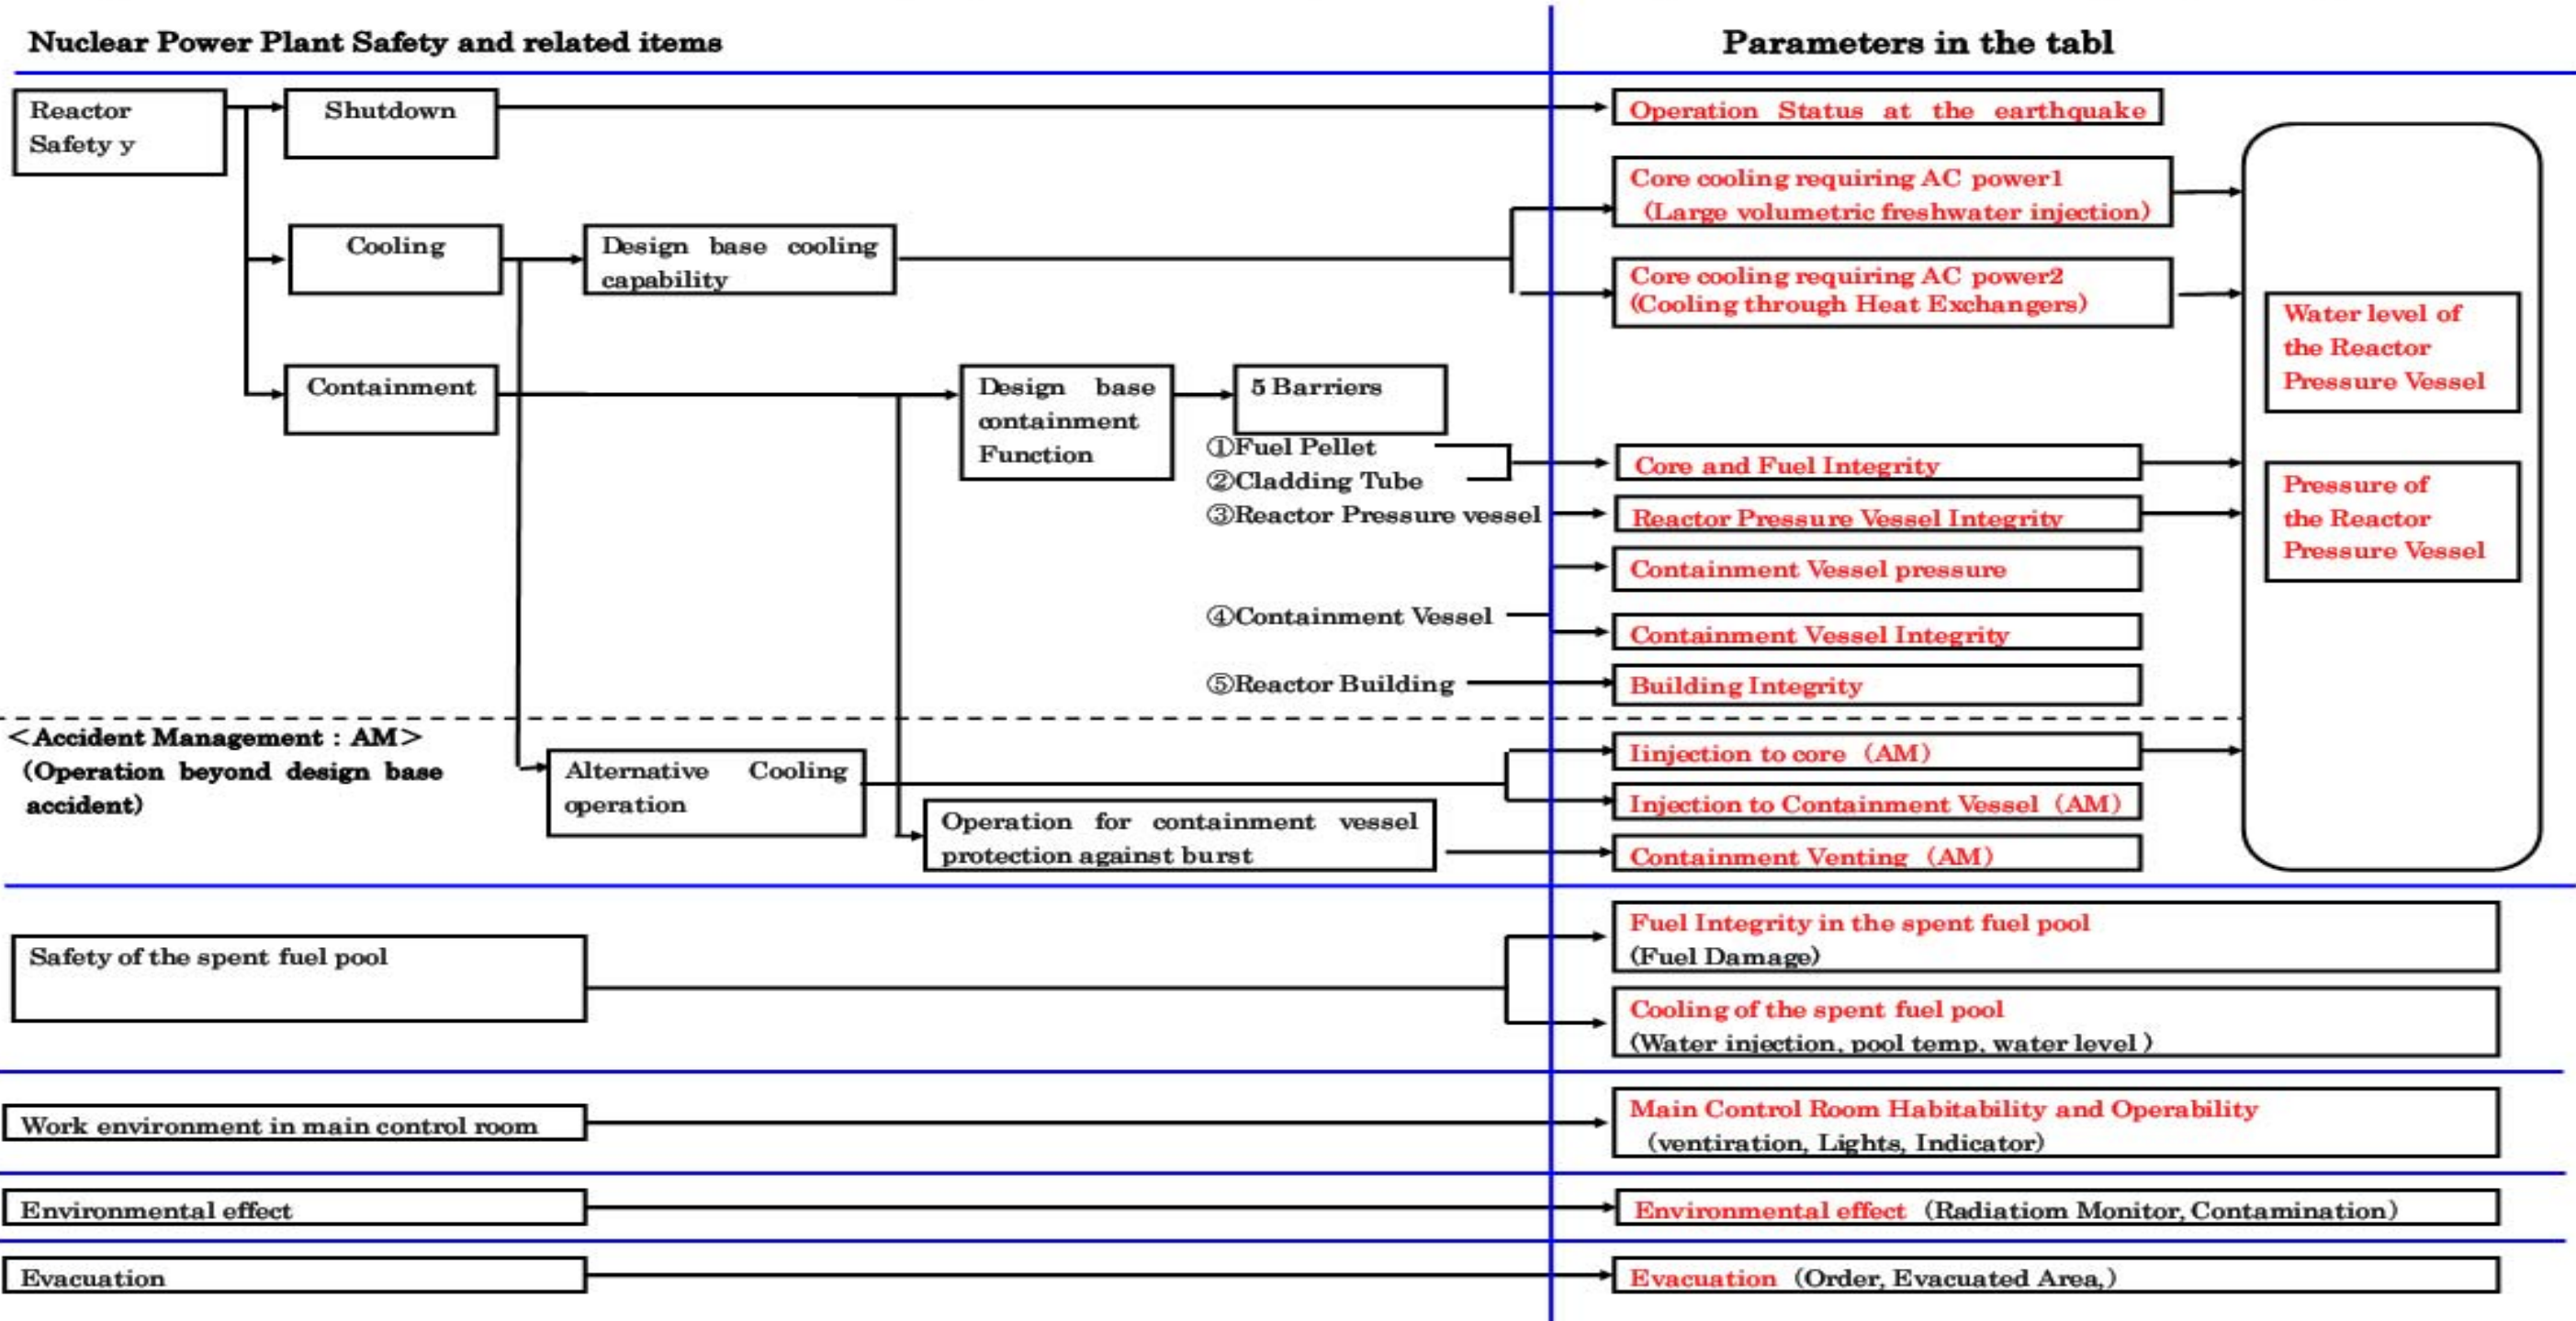 Nuclear Power Plant Safety and related items
Parameters in the tabl
Reactor
Safety y
Shutdown
Operation Status at the earthquake
Core cooling requiring AC power1
(Large volumetric freshwater injection)
Cooling
Design base cooling
capability
Core cooling requiring AC power2
(Cooling through Heat Exchangers)
Water level of
the Reactor
Pressure Vessel
Containment
Design base
containment
Function
5 Barriers
①Fuel Pellet
②Cladding Tube
③Reactor Pressure vessel
④Containment Vessel
⑤Reactor Building
Core and Fuel Integrity
Reactor Pressure Vessel Integrity
Containment Vessel pressure
Containment Vessel Integrity
Building Integrity
Pressure of
the Reactor
Pressure Vessel
<Accident Management : AM>
(Operation beyond design base
accident)
Alternative Cooling
operation
Operation for containment vessel
protection against burst
Iinjection to core (AM)
Injection to Containment Vessel (AM)
Containment Venting (AM)
Safety of the spent fuel pool
Fuel Integrity in the spent fuel pool
(Fuel Damage)
Cooling of the spent fuel pool
(Water injection, pool temp, water level )
Work environment in main control room
Main Control Room Habitability and Operability
(ventiration, Lights, Indicator)
Environmental effect
Environmental effect (Radiatiom Monitor, Contamination)
Evacuation
Evacuation (Order, Evacuated Area,)